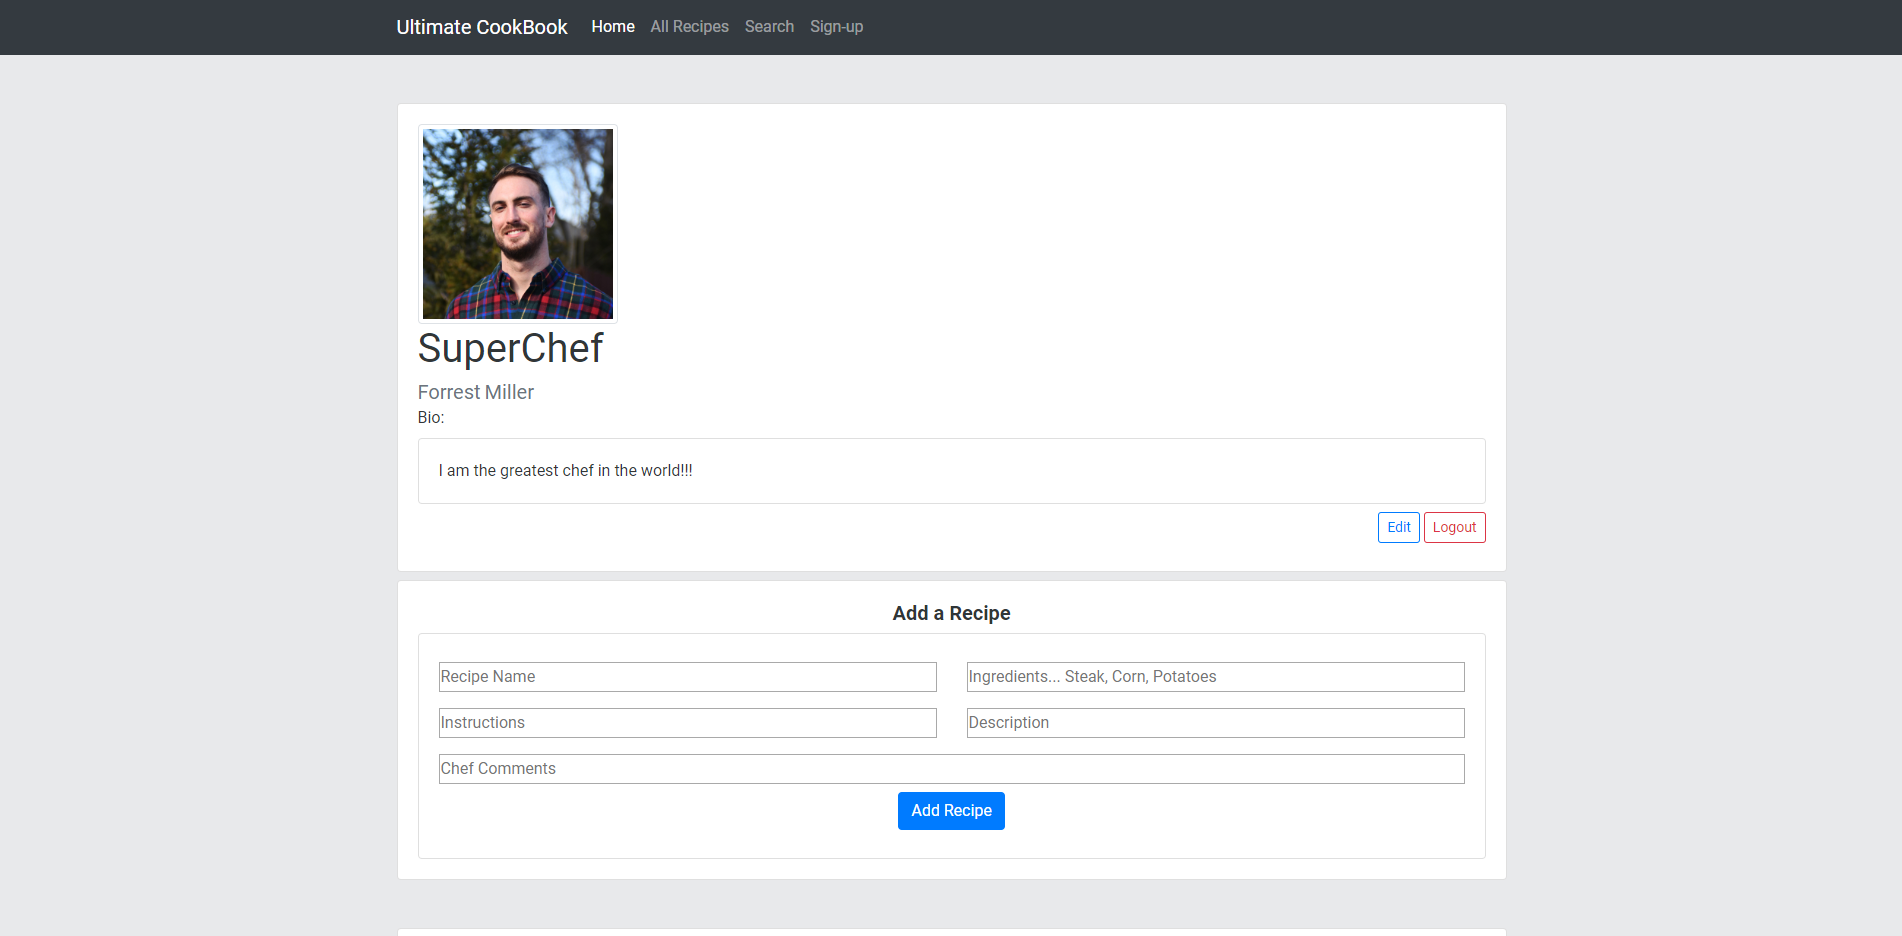 Ultimate CookBook Home All Recipes Search Sign-up
SuperChef
Forrest Miller
Bio:
I am the greatest chef in the world!!!
Edit Logout
Add a Recipe
Recipe Name Ingredients... Steak, Corn, Potatoes
Instructions Description
Chef Comments
Add Recipe